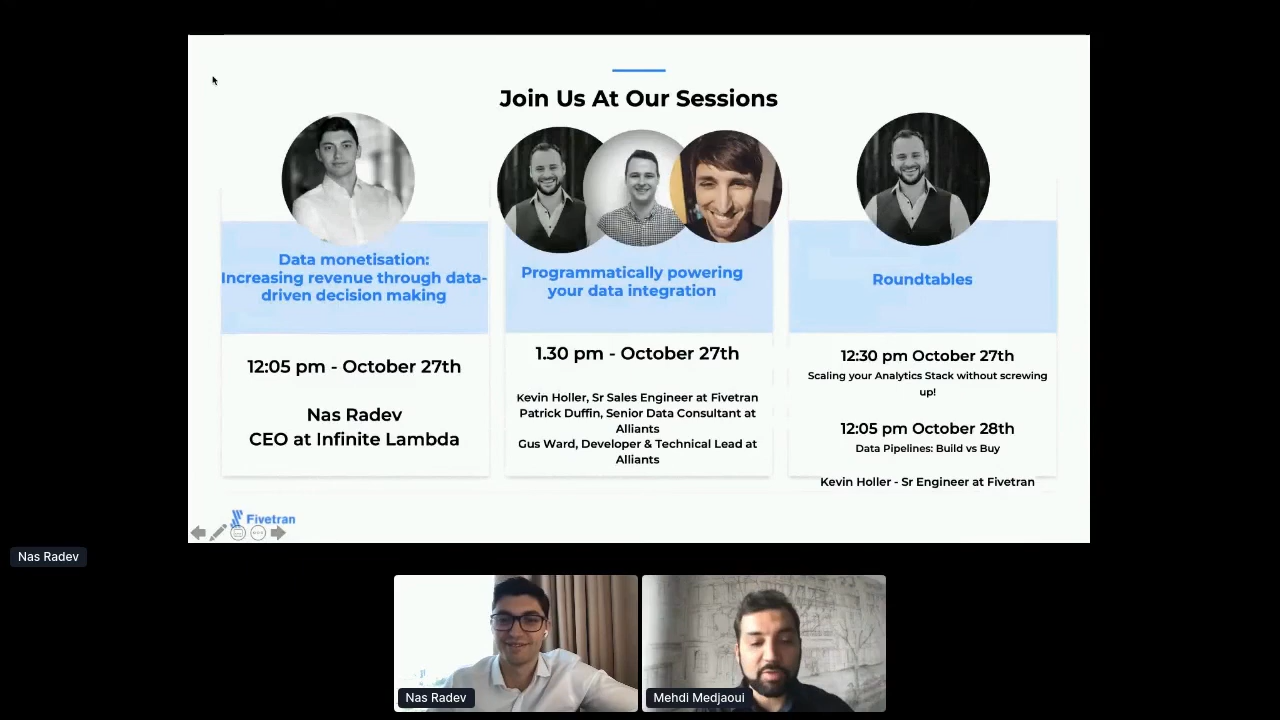 Join Us At Our Sessions
Data monetisation:
Increasing revenue through data-
driven decision making
12:05 pm - October 27th
Nas Radev
CEO at Infinite Lambda
Programmatically powering
your data integration
1.30 pm - October 27th
Kevin Holler, Sr Sales Engineer at Fivetran
Patrick Duffin, Senior Data Consultant at
Alliants
Gus Ward, Developer & Technical Lead at
Alliants
Roundtables
12:30 pm October 27th
Scaling your Analytics Stack without screwing
up!
12:05 pm October 28th
Data Pipelines: Build vs Buy
Kevin Holler - Sr Engineer at Fivetran
Fivetran
Nas Radev
Nas Radev
Mehdi Medjaoui